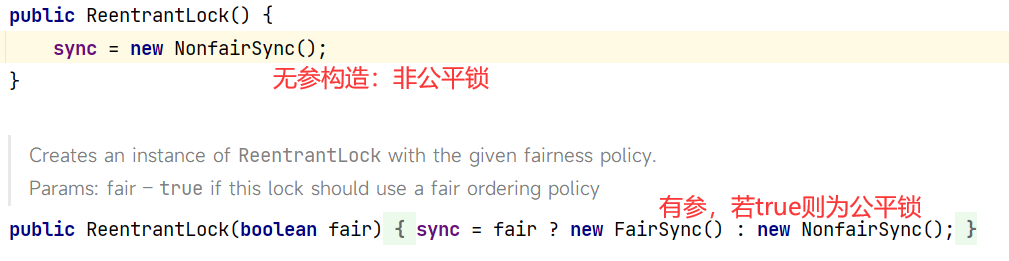 public ReentrantLock() {
sync = new NonfairSync();
}
无参构造：非公平锁
Creates an instance of ReentrantLock with the given fairness policy.
Params: fair – true if this lock should use a fair ordering policy
有参，若true则为公平锁
public ReentrantLock(boolean fair) { sync = fair ? new FairSync() : new NonfairSync(); }